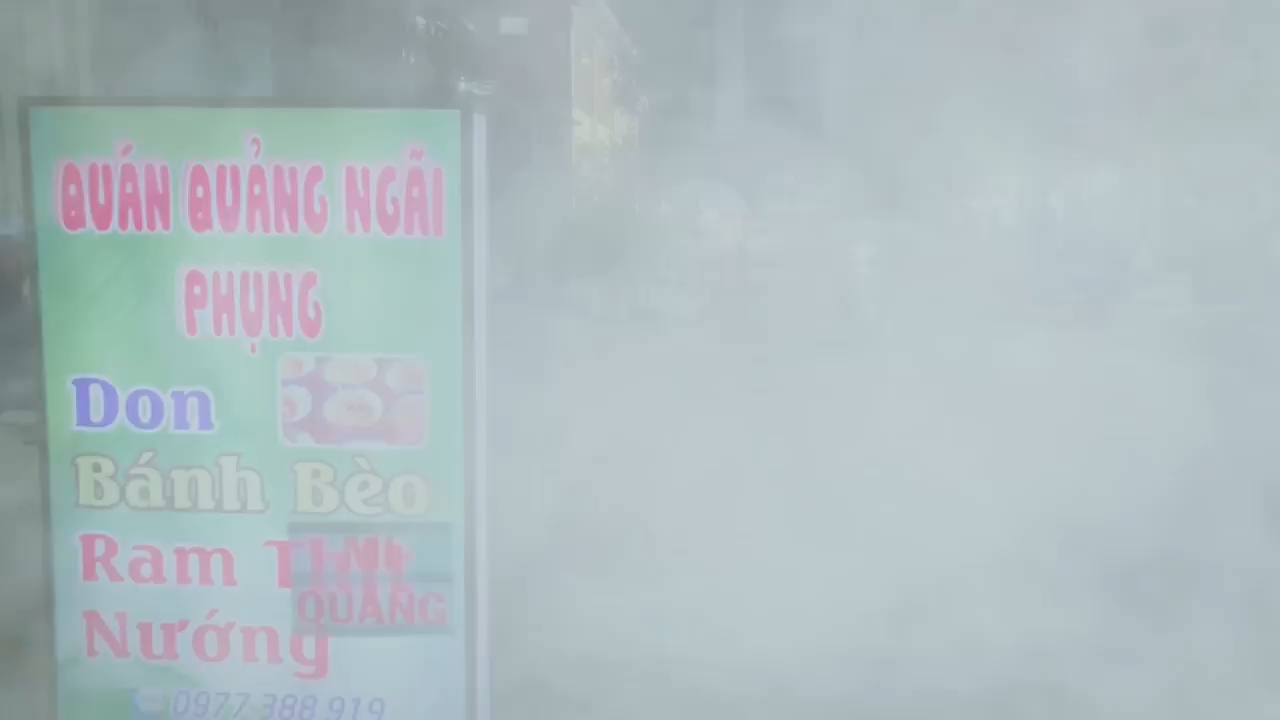 QUÁN QUẢNG NGÃI
PHỤNG
Don
Bánh Bèo
Ram
QUẢNG
Nướng
0977 388 919